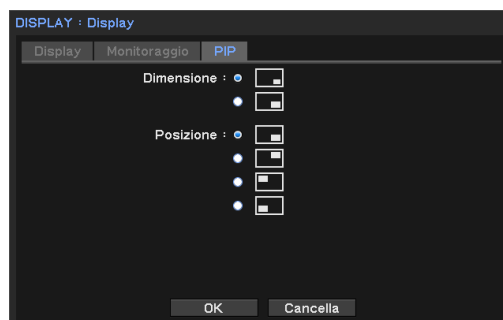 DISPLAY : Display
Display Monitoraggio PIP
Dimensione :
Posizione :
OK Cancella